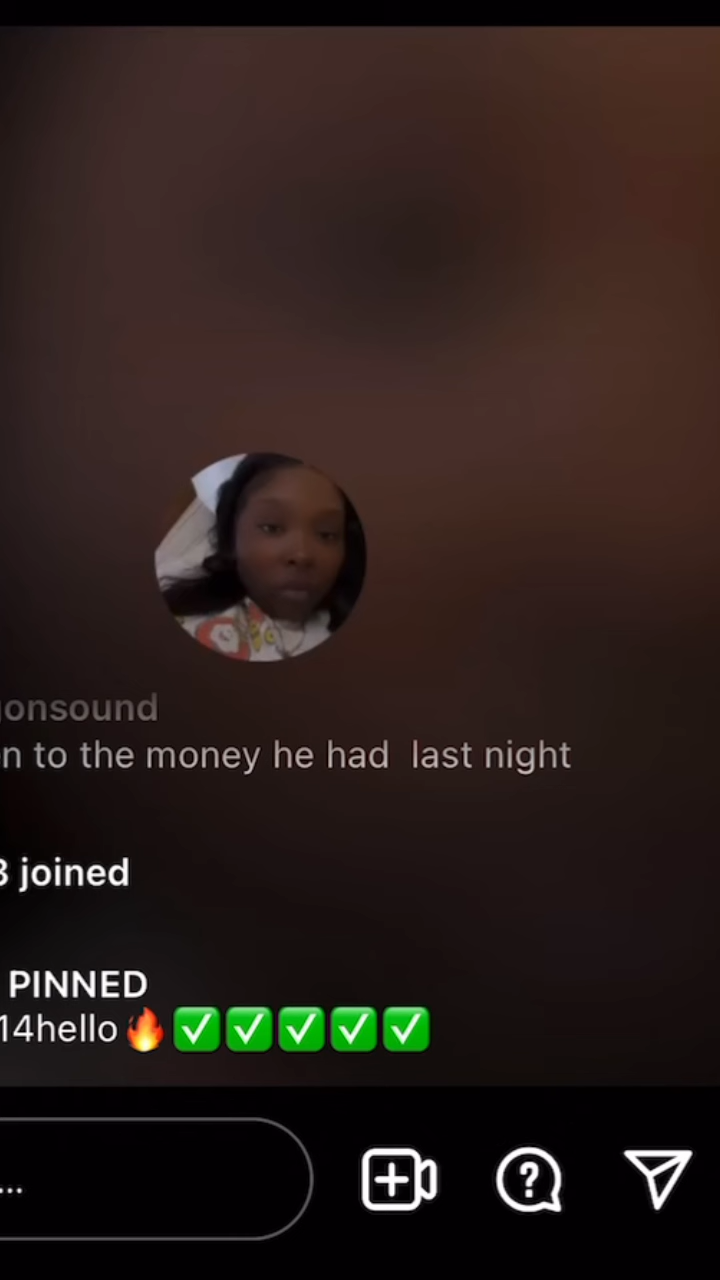 onsound
n to the money he had last night
3 joined
PINNED
14hello🔥✅✅✅✅✅
...